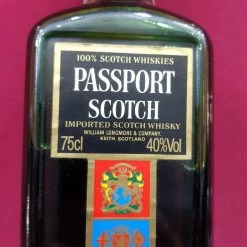 100% SCOTCH WHISKIES
PASSPORT
SCOTCH
IMPORTED SCOTCH WHISKY
WILLIAM LONGMORE & COMPANY,
KEITH, SCOTLAND
75cl 40%Vol